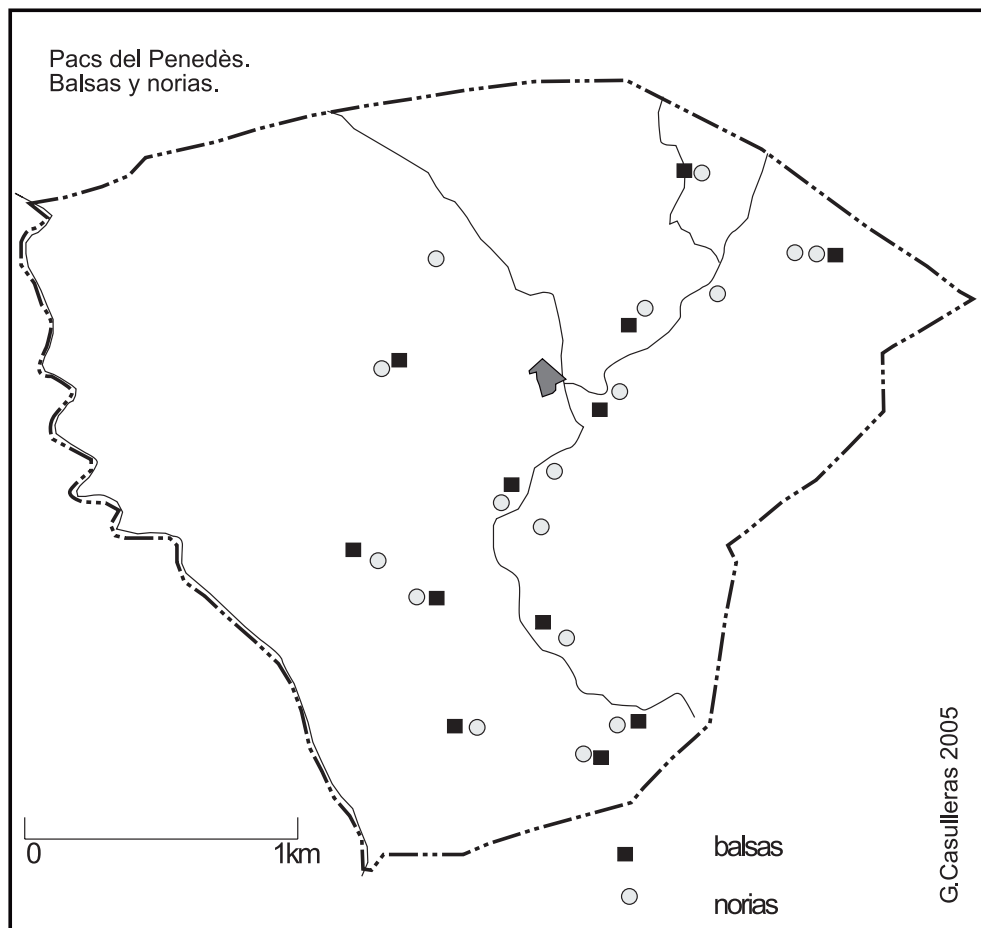 Pacs del Penedès.
Balsas y norias.
0 1km
balsas
norias
G.Casulleras 2005